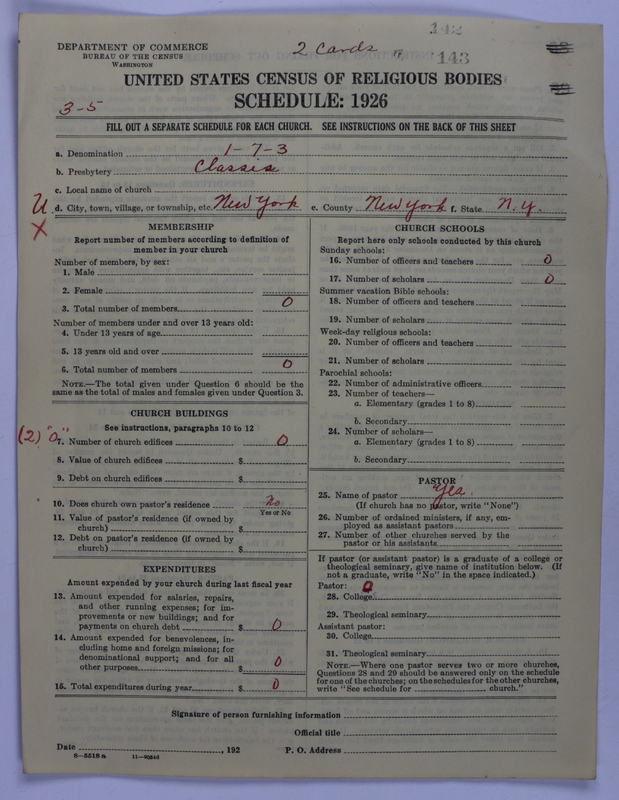 142
DEPARTMENT OF COMMERCE
BUREAU OF THE CENSUS
WASHINGTON
2 Cards
143
UNITED STATES CENSUS OF RELIGIOUS BODIES
SCHEDULE: 1926
3-5
FILL OUT A SEPARATE SCHEDULE FOR EACH CHURCH. SEE INSTRUCTIONS ON THE BACK OF THIS SHEET
a. Denomination 1-7-3
b. Presbytery Classis
c. Local name of church
U d. City, town, village, or township, etc. New York e. County New York f. State N.Y.
X
MEMBERSHIP
Report number of members according to definition of
member in your church
Number of members, by sex:
1. Male
2. Female
3. Total number of members 0
Number of members under and over 13 years old:
4. Under 13 years of age
5. 13 years old and over
6. Total number of members 0
NOTE.—The total given under Question 6 should be the
same as the total of males and females given under Question 3.
CHURCH BUILDINGS
See instructions, paragraphs 10 to 12
(2) "0"
7. Number of church edifices 0
8. Value of church edifices $
9. Debt on church edifices $
10. Does church own pastor's residence No
Yes or No
11. Value of pastor's residence (if owned by
church) $
12. Debt on pastor's residence (if owned by
church) $
EXPENDITURES
Amount expended by your church during last fiscal year
13. Amount expended for salaries, repairs,
and other running expenses; for im-
provements or new buildings; and for
payments on church debt $ 0
14. Amount expended for benevolences, in-
cluding home and foreign missions; for
denominational support; and for all
other purposes $ 0
15. Total expenditures during year $ 0
CHURCH SCHOOLS
Report here only schools conducted by this church
Sunday schools:
16. Number of officers and teachers 0
17. Number of scholars 0
Summer vacation Bible schools:
18. Number of officers and teachers
19. Number of scholars
Week-day religious schools:
20. Number of officers and teachers
21. Number of scholars
Parochial schools:
22. Number of administrative officers
23. Number of teachers—
a. Elementary (grades 1 to 8)
b. Secondary
24. Number of scholars—
a. Elementary (grades 1 to 8)
b. Secondary
PASTOR
25. Name of pastor Yes
(If church has no pastor, write "None")
26. Number of ordained ministers, if any, em-
ployed as assistant pastors
27. Number of other churches served by the
pastor or his assistants
If pastor (or assistant pastor) is a graduate of a college or
theological seminary, give name of institution below. (If
not a graduate, write "No" in the space indicated.)
Pastor:
28. College
29. Theological seminary
Assistant pastor:
30. College
31. Theological seminary
NOTE.—Where one pastor serves two or more churches,
Questions 28 and 29 should be answered only on the schedule
for one of the churches; on the schedules for the other churches,
write "See schedule for church."
Signature of person furnishing information
Official title
Date , 192 P. O. Address
8—5518a 11—90546